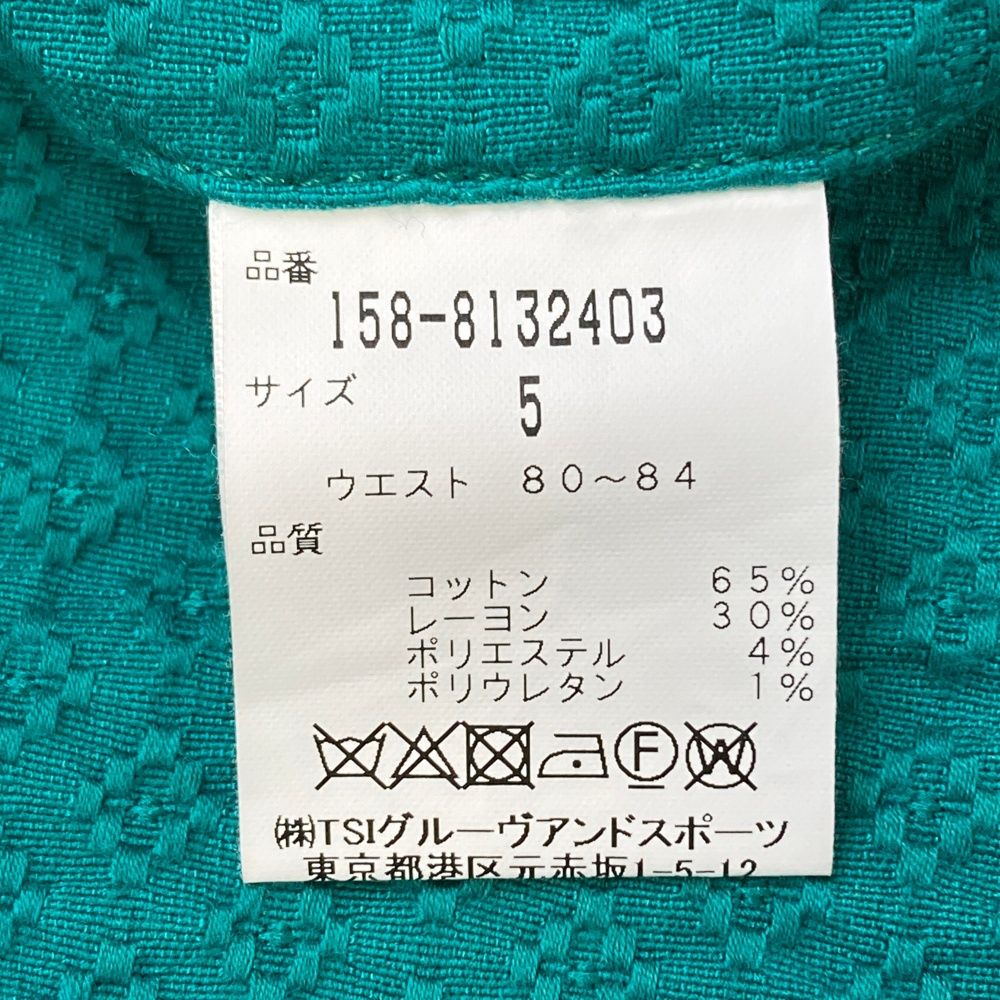 品番
158-8132403
サイズ 5
ウエスト 80～84
品質
コットン 65%
レーヨン 30%
ポリエステル 4%
ポリウレタン 1%
F W
㈱TSIグルーヴアンドスポーツ
東京都港区元赤坂1-5-12